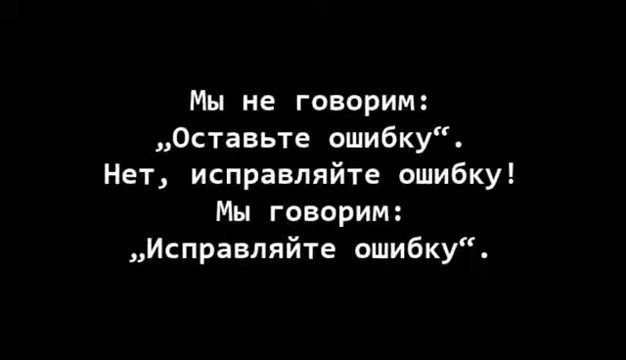 Мы не говорим:
„Оставьте ошибку“.
Нет, исправляйте ошибку!
Мы говорим:
„Исправляйте ошибку“.